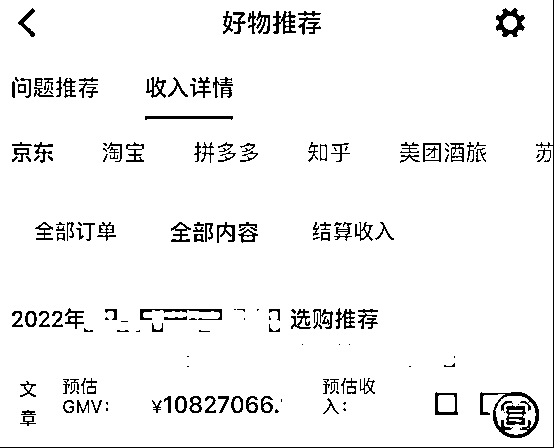 好物推荐
问题推荐 收入详情
京东 淘宝 拼多多 知乎 美团酒旅 苏
全部订单 全部内容 结算收入
2022年 选购推荐
文章 预估GMV: ¥10827066. 预估收入: